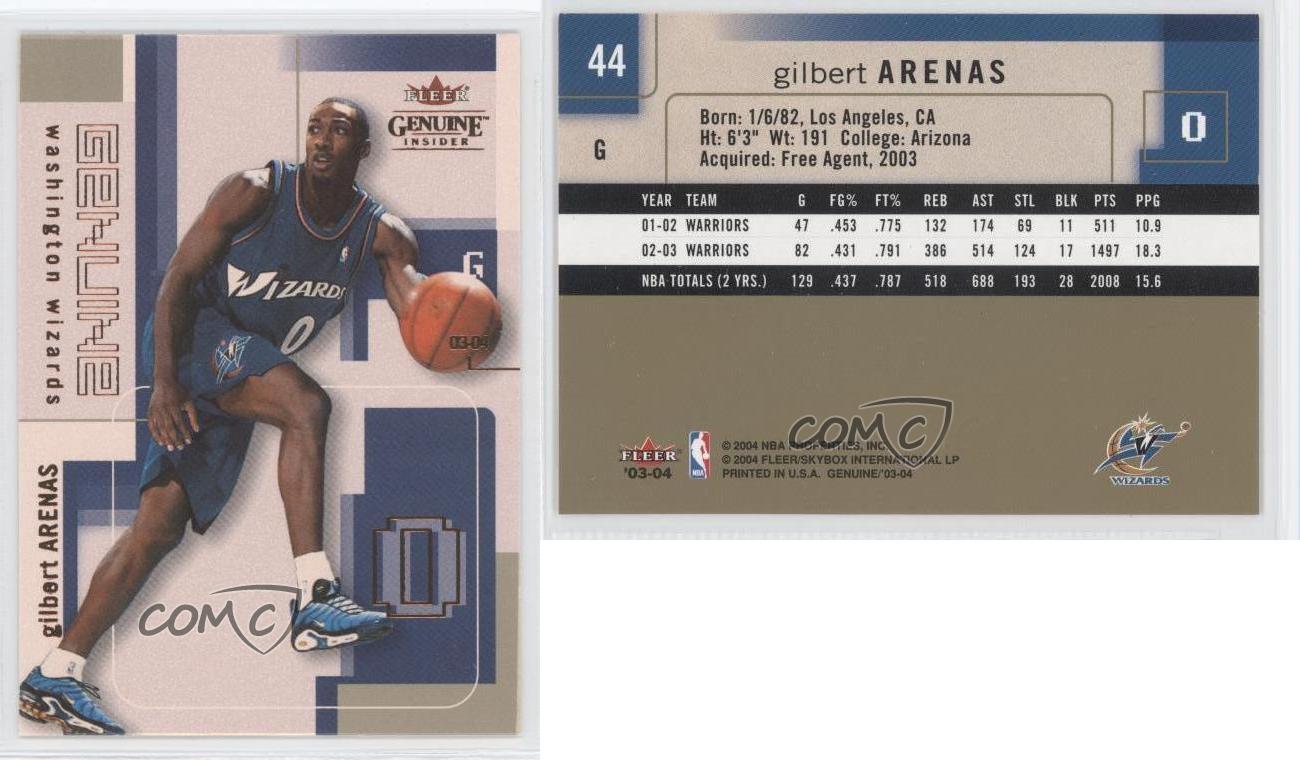 FLEER
GENUINE™
INSIDER
GENUINE
washington wizards
G
WIZARDS
0
03-04
gilbert ARENAS
0
COMC
44
gilbert ARENAS
G
0
Born: 1/6/82, Los Angeles, CA
Ht: 6'3" Wt: 191 College: Arizona
Acquired: Free Agent, 2003
YEAR TEAM G FG% FT% REB AST STL BLK PTS PPG
01-02 WARRIORS 47 .453 .775 132 174 69 11 511 10.9
02-03 WARRIORS 82 .431 .791 386 514 124 17 1497 18.3
NBA TOTALS (2 YRS.) 129 .437 .787 518 688 193 28 2008 15.6
COMC
FLEER
'03-04
NBA
© 2004 NBA PROPERTIES, INC.
© 2004 FLEER/SKYBOX INTERNATIONAL LP
PRINTED IN U.S.A. GENUINE/'03-04
W
WIZARDS